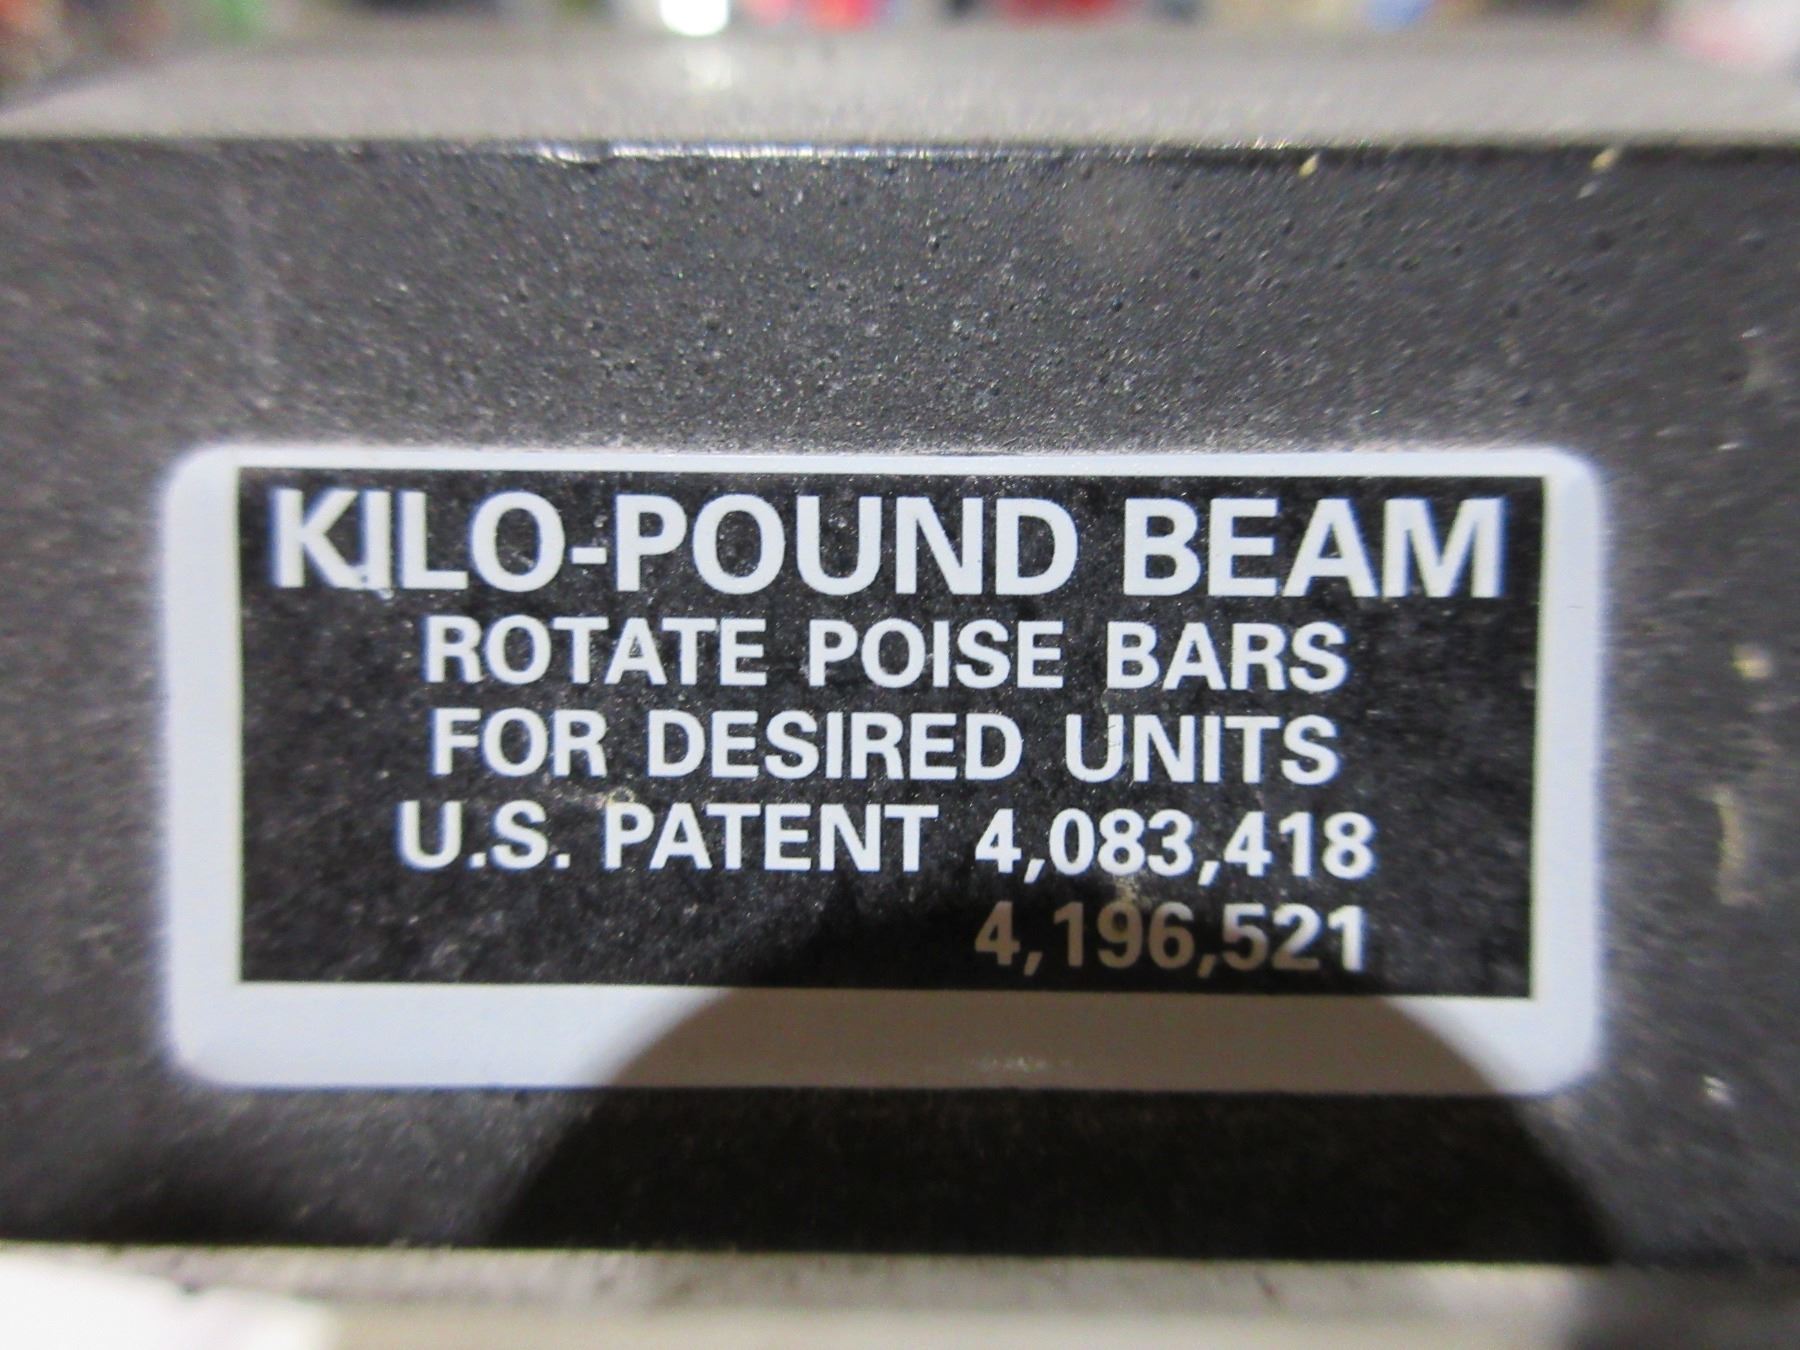 KILO-POUND BEAM
ROTATE POISE BARS
FOR DESIRED UNITS
U.S. PATENT 4,083,418
4,196,521